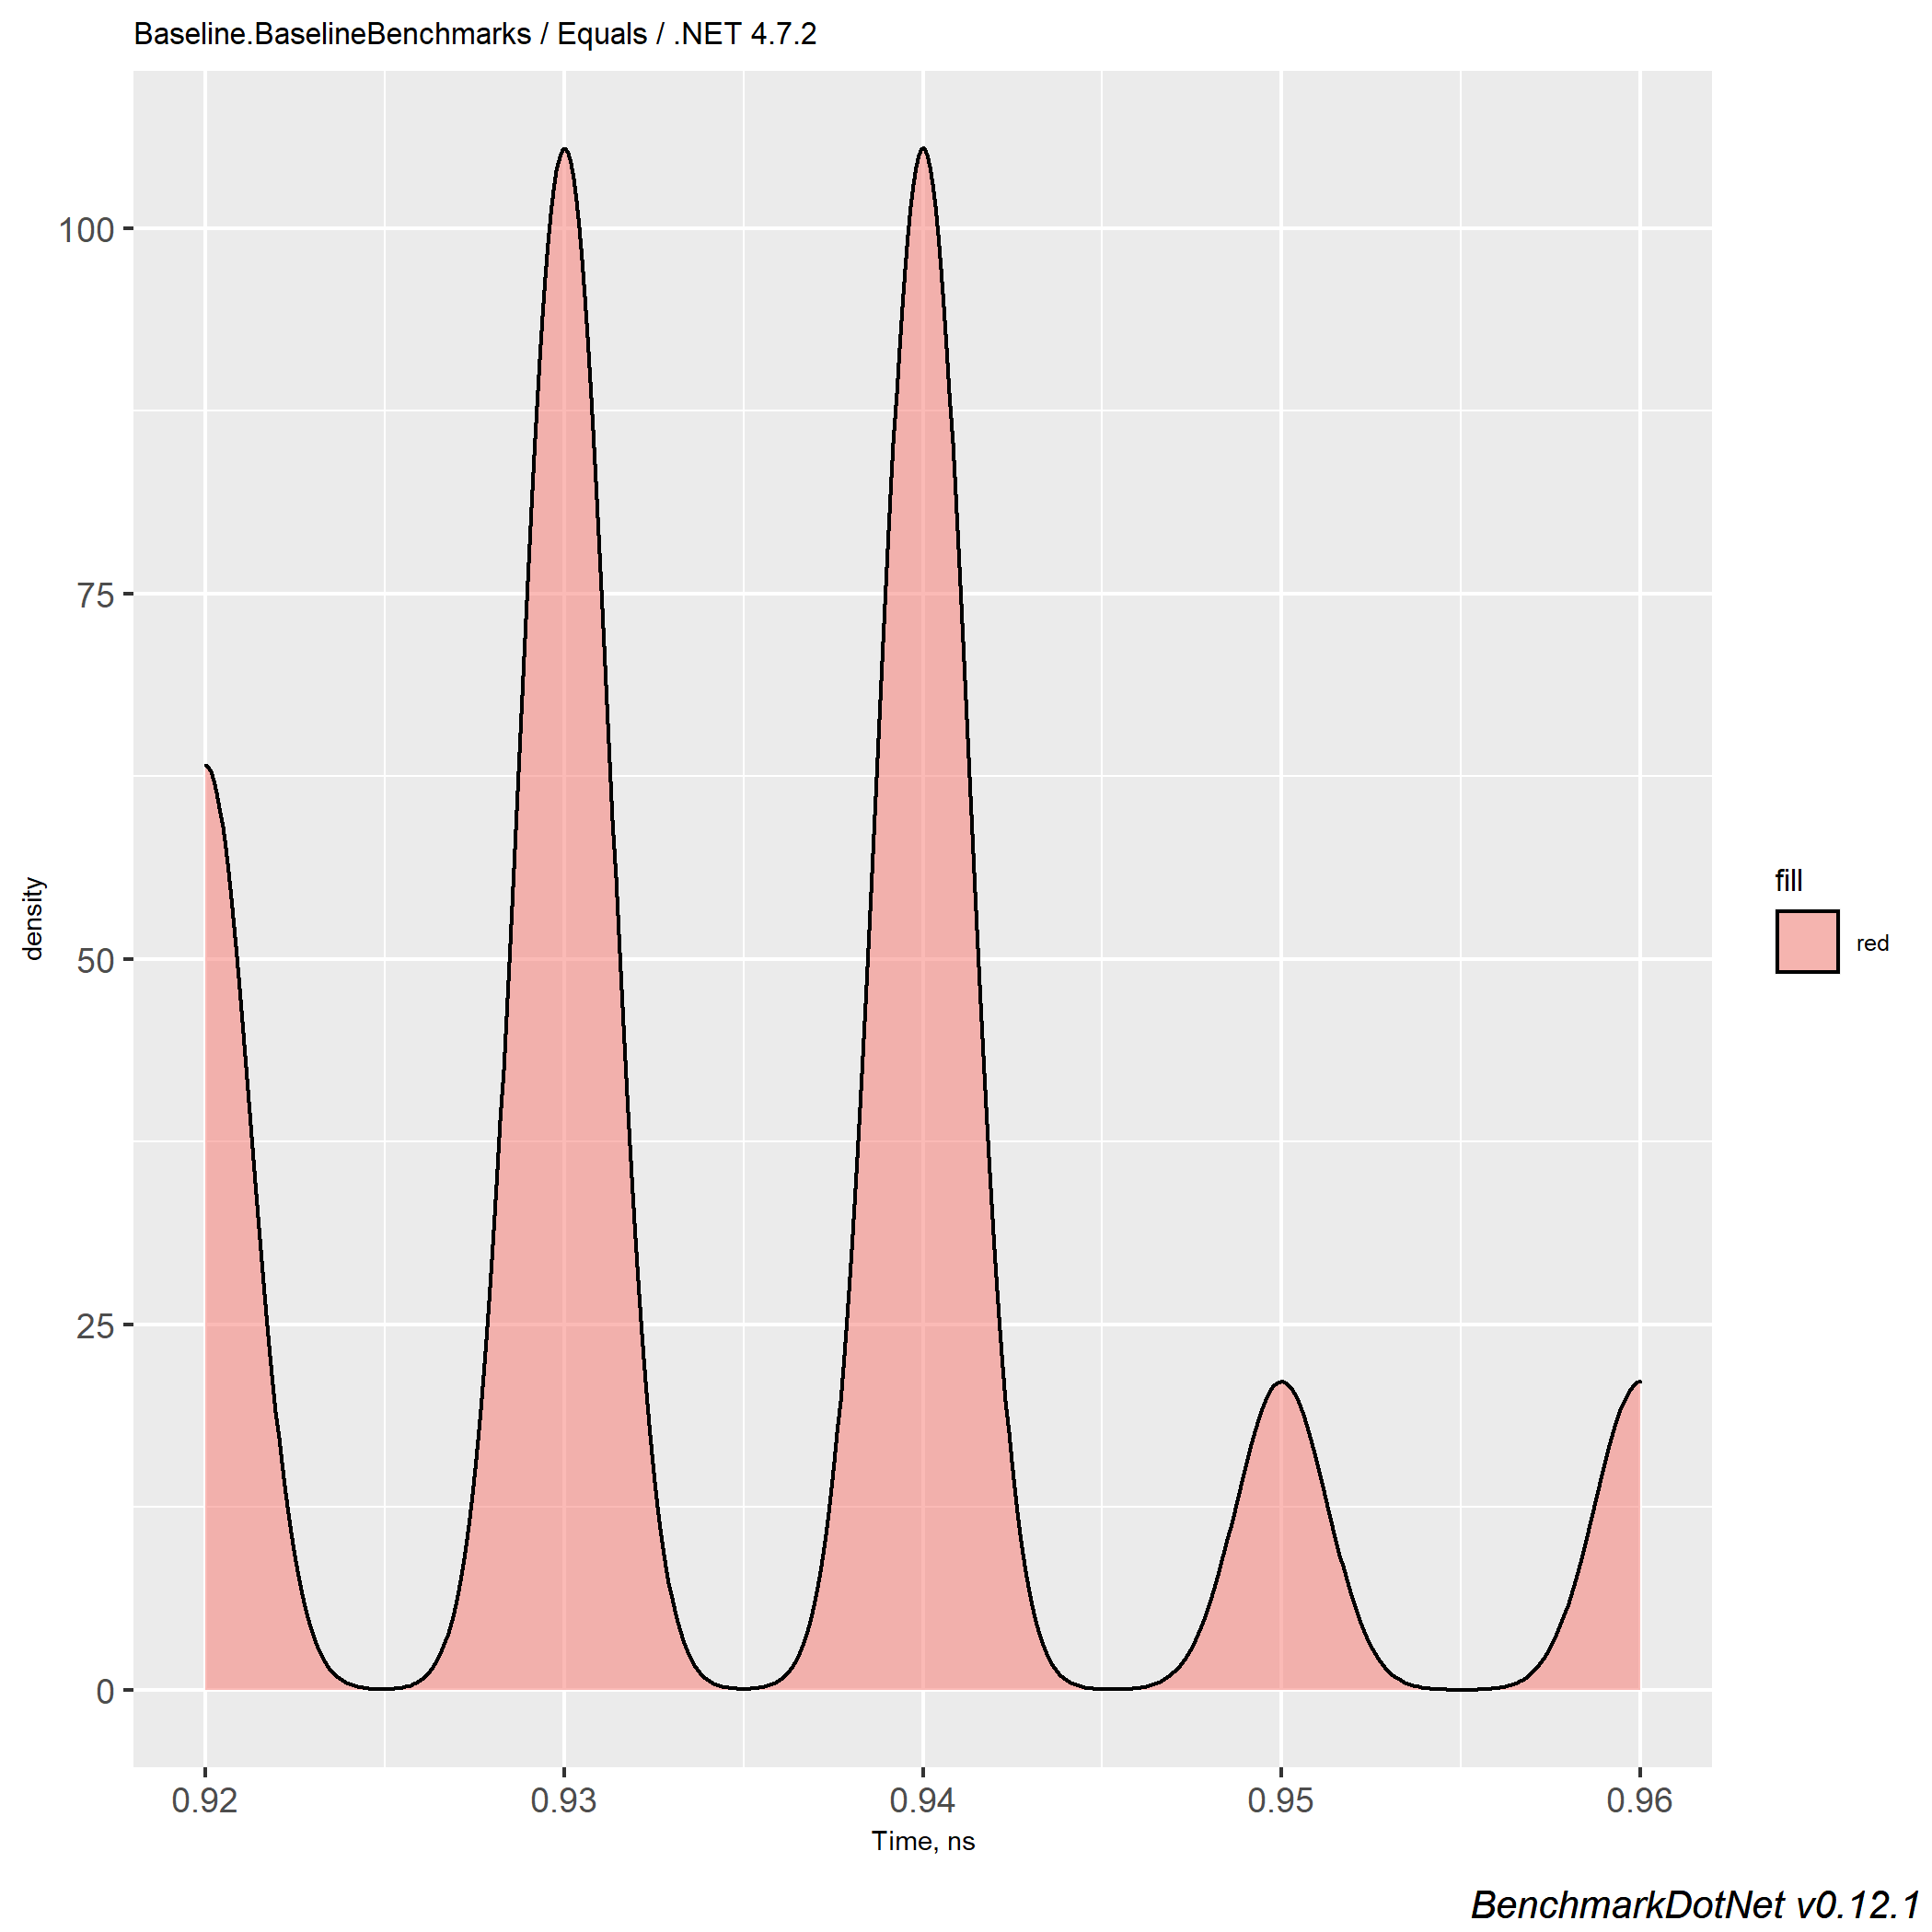 Baseline.BaselineBenchmarks / Equals / .NET 4.7.2
100
75
50
25
0
density
0.92 0.93 0.94 0.95 0.96
Time, ns
fill
red
BenchmarkDotNet v0.12.1